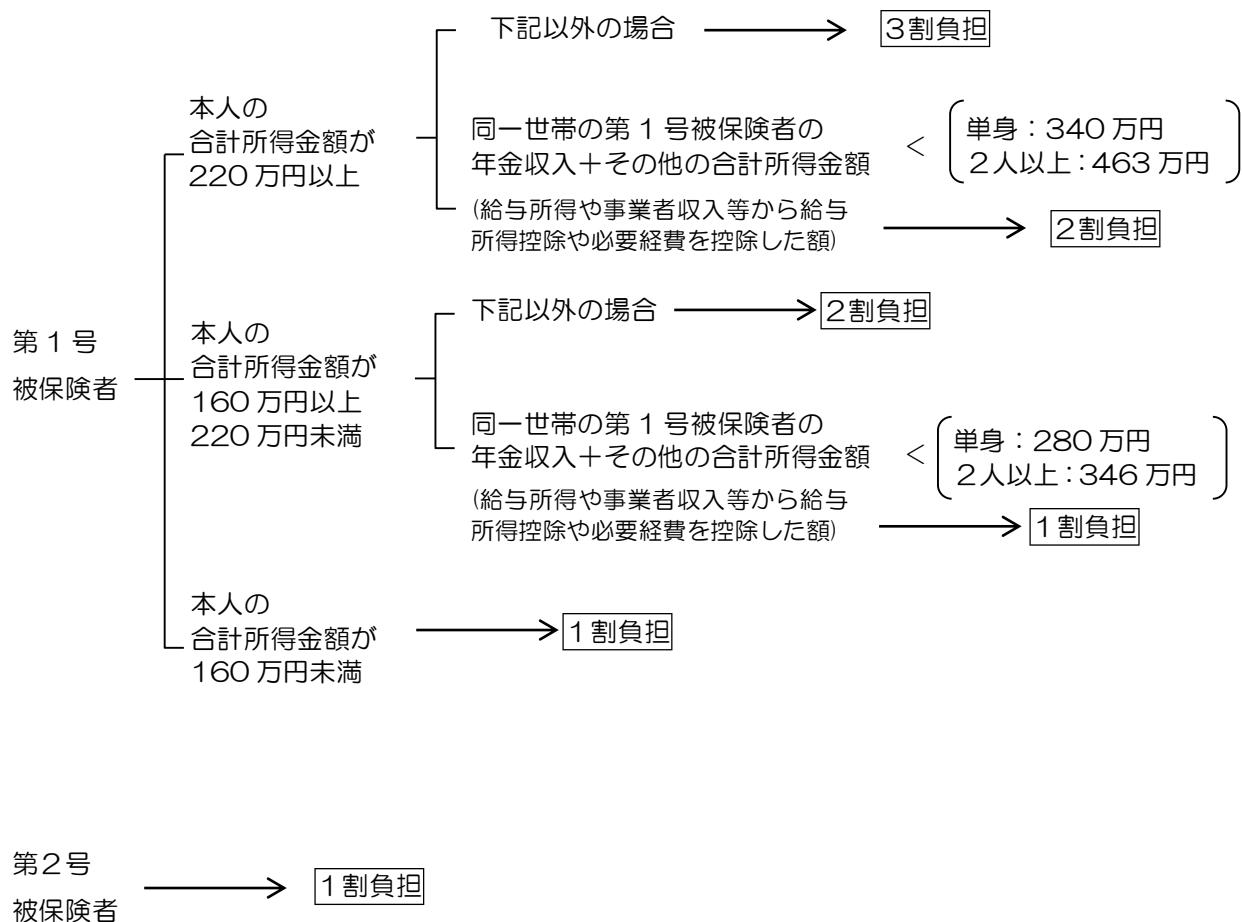 下記以外の場合
3割負担
本人の
合計所得金額が
220万円以上
同一世帯の第1号被保険者の
年金収入+その他の合計所得金額
<
単身:340万円
2人以上:463万円
(給与所得や事業者収入等から給与
所得控除や必要経費を控除した額)
2割負担
第1号
被保険者
本人の
合計所得金額が
160万円以上
220万円未満
下記以外の場合
2割負担
同一世帯の第1号被保険者の
年金収入+その他の合計所得金額
<
単身:280万円
2人以上:346万円
(給与所得や事業者収入等から給与
所得控除や必要経費を控除した額)
1割負担
本人の
合計所得金額が
160万円未満
1割負担
第2号
被保険者
1割負担